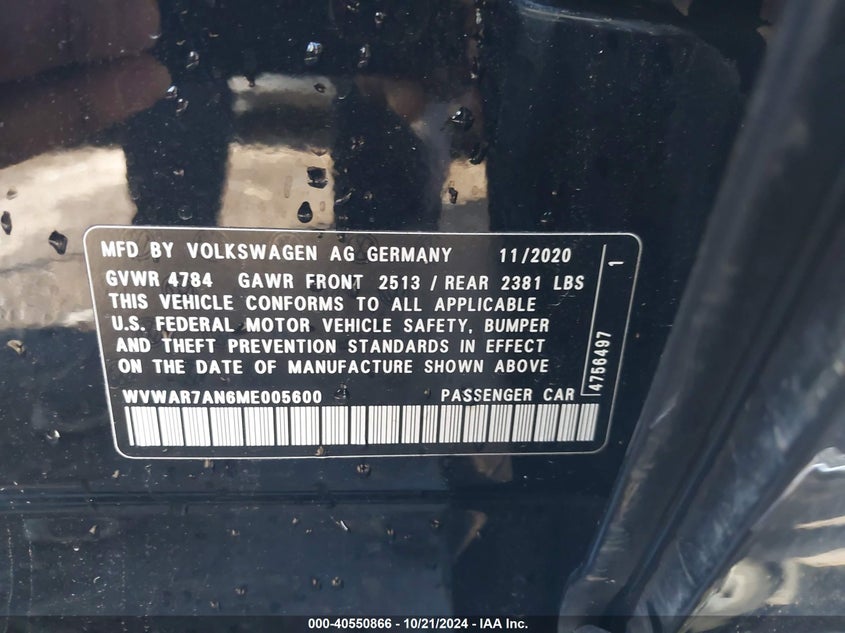 MFD BY VOLKSWAGEN AG GERMANY 11/2020
GVWR 4784 GAWR FRONT 2513 / REAR 2381 LBS
THIS VEHICLE CONFORMS TO ALL APPLICABLE
U.S. FEDERAL MOTOR VEHICLE SAFETY, BUMPER
AND THEFT PREVENTION STANDARDS IN EFFECT
ON THE DATE OF MANUFACTURE SHOWN ABOVE
WVWAR7AN6ME005600 PASSENGER CAR
4756497 1
000-40550866 - 10/21/2024 - IAA Inc.